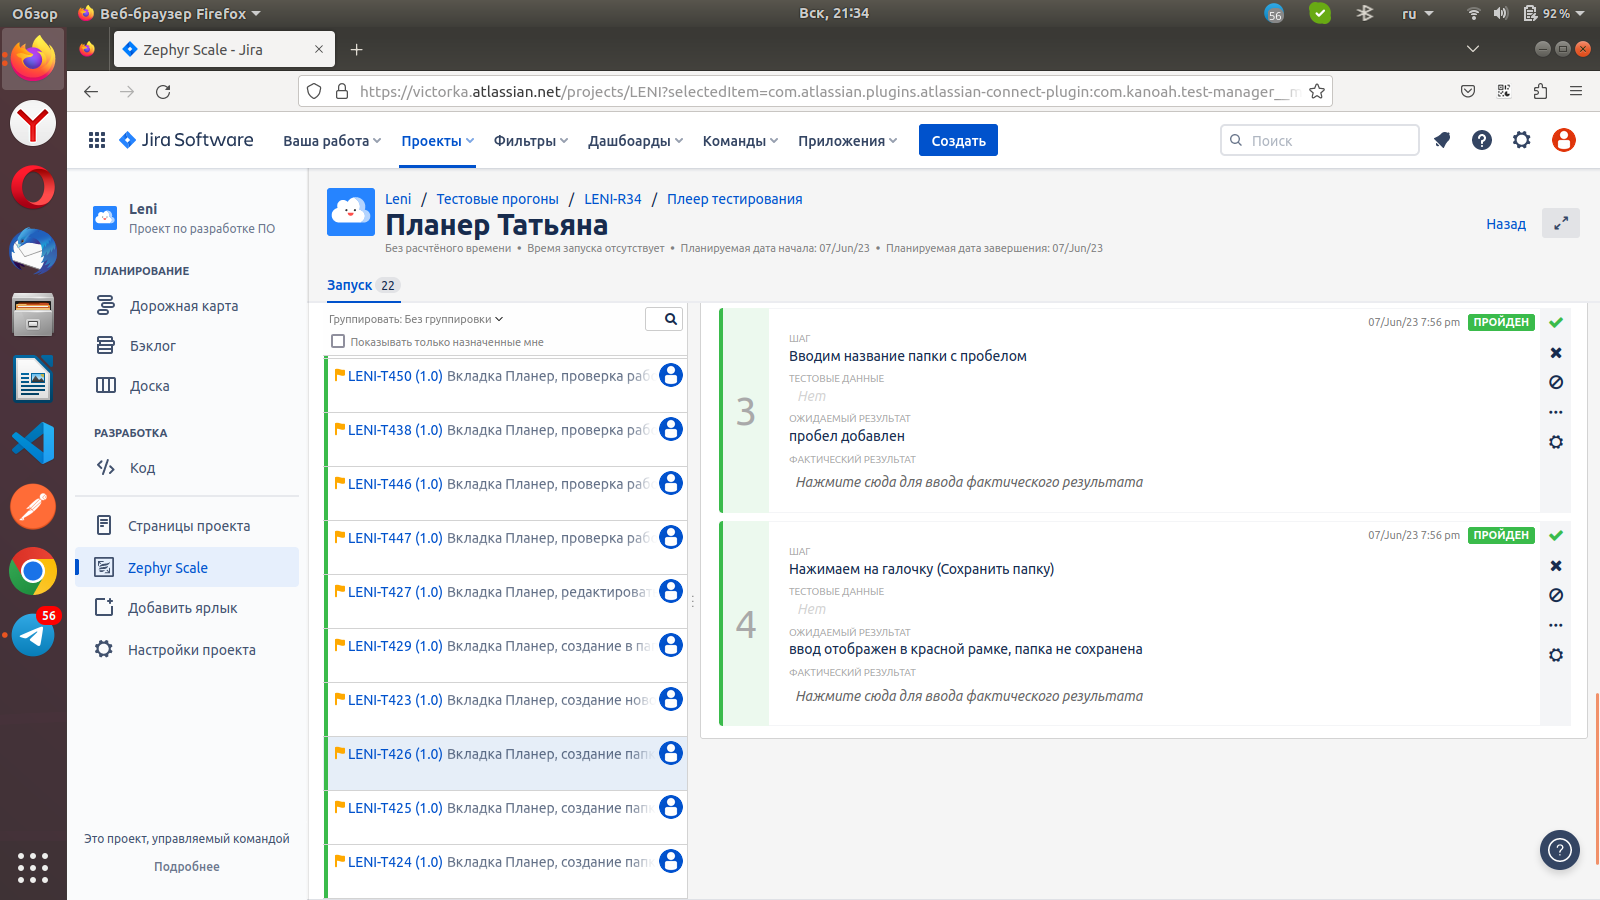 Обзор
Веб-браузер Firefox
Вск, 21:34
56
ru
92 %
Zephyr Scale - Jira
https://victorka.atlassian.net/projects/LENI?selectedItem=com.atlassian.plugins.atlassian-connect-plugin:com.kanoah.test-manager__m
Jira Software
Ваша работа
Проекты
Фильтры
Дашборды
Команды
Приложения
Создать
Поиск
Leni
Проект по разработке ПО
ПЛАНИРОВАНИЕ
Дорожная карта
Бэклог
Доска
РАЗРАБОТКА
Код
Страницы проекта
Zephyr Scale
Добавить ярлык
Настройки проекта
Это проект, управляемый командой
Подробнее
56
Leni / Тестовые прогоны / LENI-R34 / Плеер тестирования
Планер Татьяна
Без расчтёного времени • Время запуска отсутствует • Планируемая дата начала: 07/Jun/23 • Планируемая дата завершения: 07/Jun/23
Назад
Запуск 22
Группировать: Без группировки
Показывать только назначенные мне
LENI-T450 (1.0) Вкладка Планер, проверка рабо
LENI-T438 (1.0) Вкладка Планер, проверка рабо
LENI-T446 (1.0) Вкладка Планер, проверка рабо
LENI-T447 (1.0) Вкладка Планер, проверка рабо
LENI-T427 (1.0) Вкладка Планер, редактироват
LENI-T429 (1.0) Вкладка Планер, создание в пап
LENI-T423 (1.0) Вкладка Планер, создание ново
LENI-T426 (1.0) Вкладка Планер, создание папк
LENI-T425 (1.0) Вкладка Планер, создание папк
LENI-T424 (1.0) Вкладка Планер, создание папк
3
07/Jun/23 7:56 pm ПРОЙДЕН
ШАГ
Вводим название папки с пробелом
ТЕСТОВЫЕ ДАННЫЕ
Нет
ОЖИДАЕМЫЙ РЕЗУЛЬТАТ
пробел добавлен
ФАКТИЧЕСКИЙ РЕЗУЛЬТАТ
Нажмите сюда для ввода фактического результата
4
07/Jun/23 7:56 pm ПРОЙДЕН
ШАГ
Нажимаем на галочку (Сохранить папку)
ТЕСТОВЫЕ ДАННЫЕ
Нет
ОЖИДАЕМЫЙ РЕЗУЛЬТАТ
ввод отображен в красной рамке, папка не сохранена
ФАКТИЧЕСКИЙ РЕЗУЛЬТАТ
Нажмите сюда для ввода фактического результата